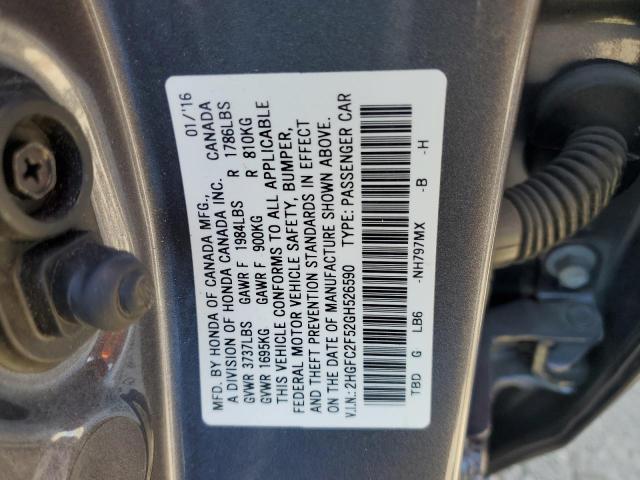 MFD. BY HONDA OF CANADA MFG., 01/'16
A DIVISION OF HONDA CANADA INC. CANADA
GVWR 3737LBS GAWR F 1984LBS R 1786LBS
GVWR 1695KG GAWR F 900KG R 810KG
THIS VEHICLE CONFORMS TO ALL APPLICABLE
FEDERAL MOTOR VEHICLE SAFETY, BUMPER,
AND THEFT PREVENTION STANDARDS IN EFFECT
ON THE DATE OF MANUFACTURE SHOWN ABOVE.
V.I.N.: 2HGFC2F52GH526590 TYPE: PASSENGER CAR
TBD G LB6 -NH797MX -B -H